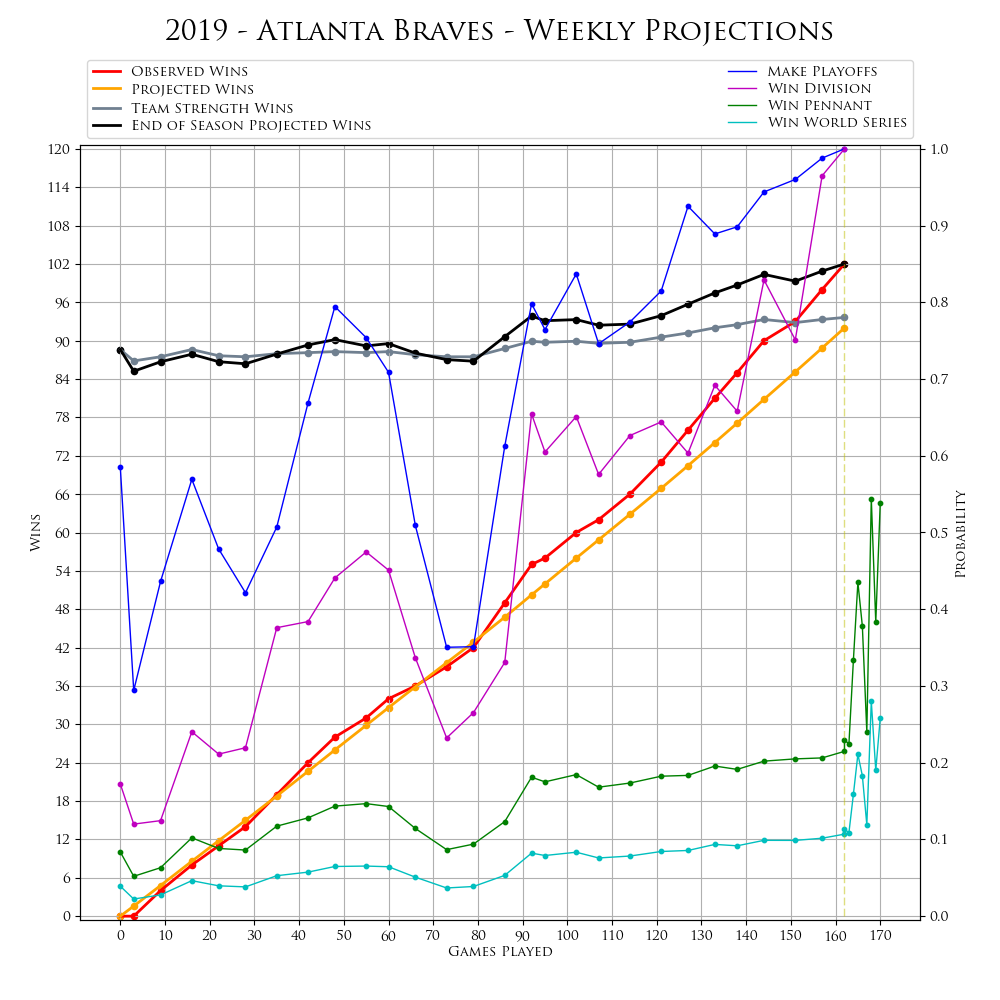 2019 - Atlanta Braves - Weekly Projections
Observed Wins
Projected Wins
Team Strength Wins
End of Season Projected Wins
Make Playoffs
Win Division
Win Pennant
Win World Series
120
114
108
102
96
90
84
78
72
66
60
54
48
42
36
30
24
18
12
6
0
Wins
1.0
0.9
0.8
0.7
0.6
0.5
0.4
0.3
0.2
0.1
0.0
Probability
0 10 20 30 40 50 60 70 80 90 100 110 120 130 140 150 160 170
Games Played